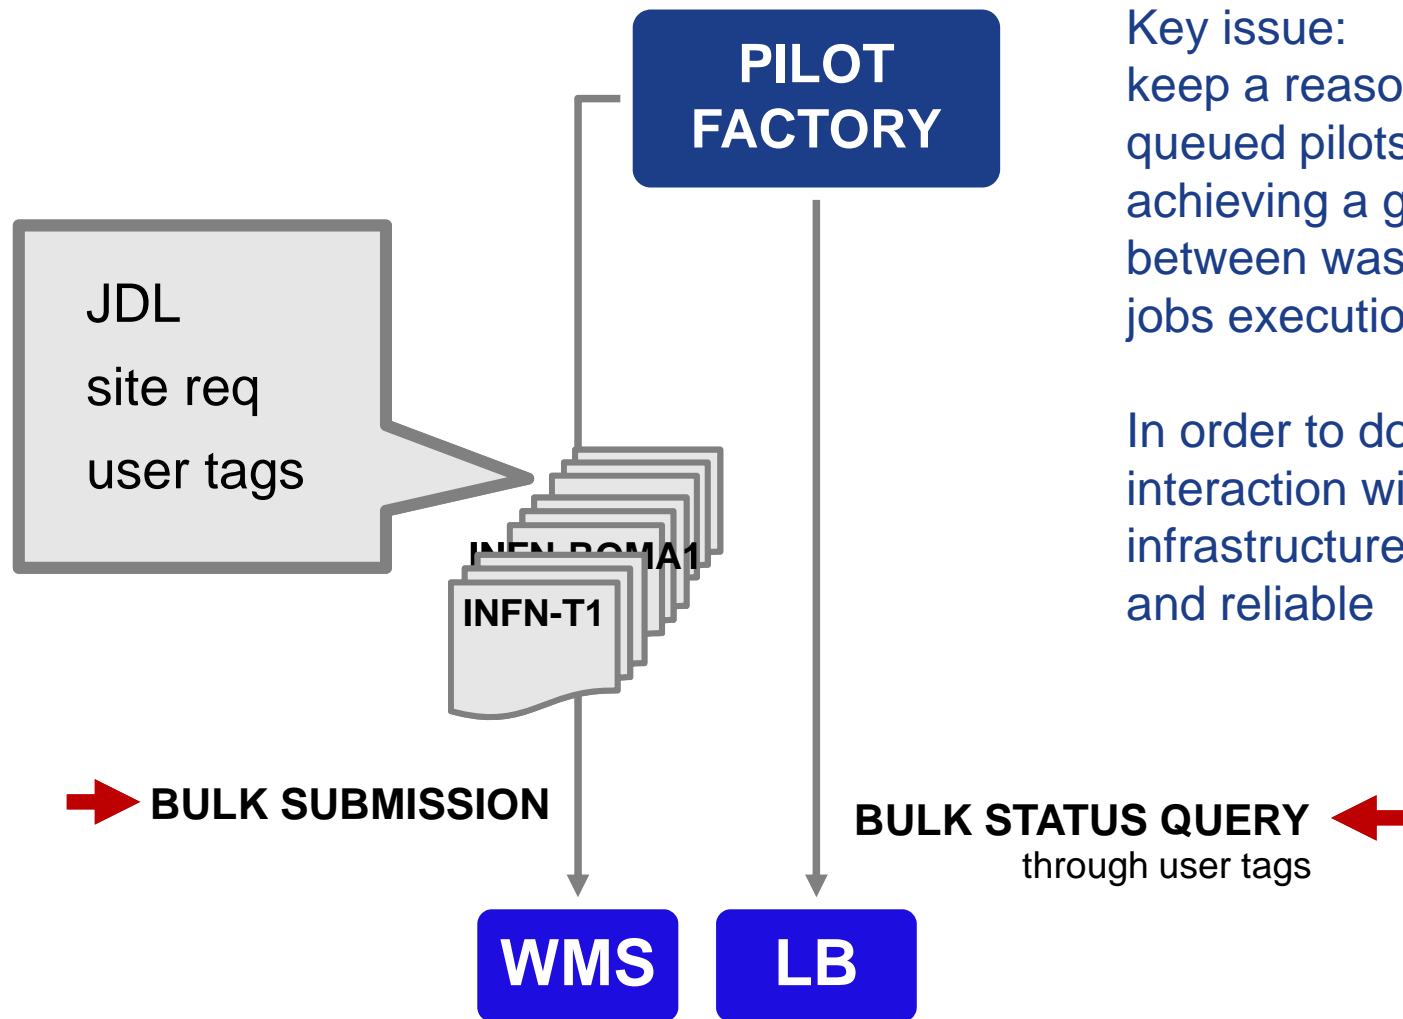 PILOT
FACTORY
Key issue:
keep a reaso
queued pilots
achieving a g
between was
jobs executio
In order to do
interaction wi
infrastructure
and reliable
JDL
site req
user tags
INFN-ROMA1
INFN-T1
BULK SUBMISSION
BULK STATUS QUERY
through user tags
WMS
LB